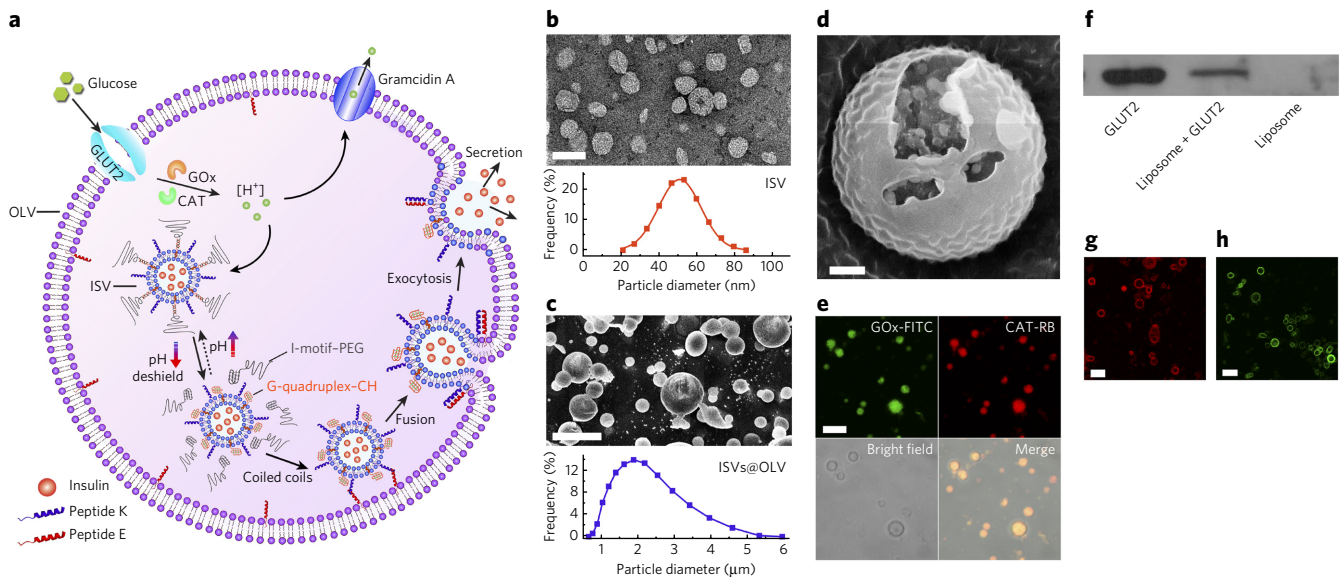 a
Glucose
GLUT2
GOx
CAT
[H⁺]
Gramcidin A
Secretion
OLV
ISV
Exocytosis
pH
deshield
pH
I-motif–PEG
G-quadruplex–CH
Fusion
Coiled coils
Insulin
Peptide K
Peptide E
b
ISV
Frequency (%)
20
10
0
0 20 40 60 80 100
Particle diameter (nm)
c
ISVs@OLV
Frequency (%)
12
8
4
0
1 2 3 4 5 6
Particle diameter (μm)
d
e
GOx-FITC
CAT-RB
Bright field
Merge
f
GLUT2
Liposome + GLUT2
Liposome
g
h